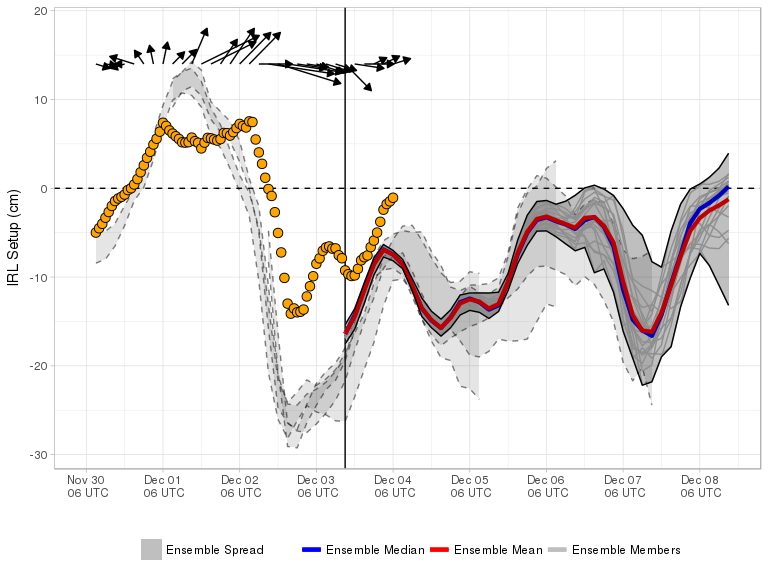 IRL Setup (cm)
20
10
0
-10
-20
-30
Nov 30
06 UTC
Dec 01
06 UTC
Dec 02
06 UTC
Dec 03
06 UTC
Dec 04
06 UTC
Dec 05
06 UTC
Dec 06
06 UTC
Dec 07
06 UTC
Dec 08
06 UTC
Ensemble Spread
Ensemble Median
Ensemble Mean
Ensemble Members